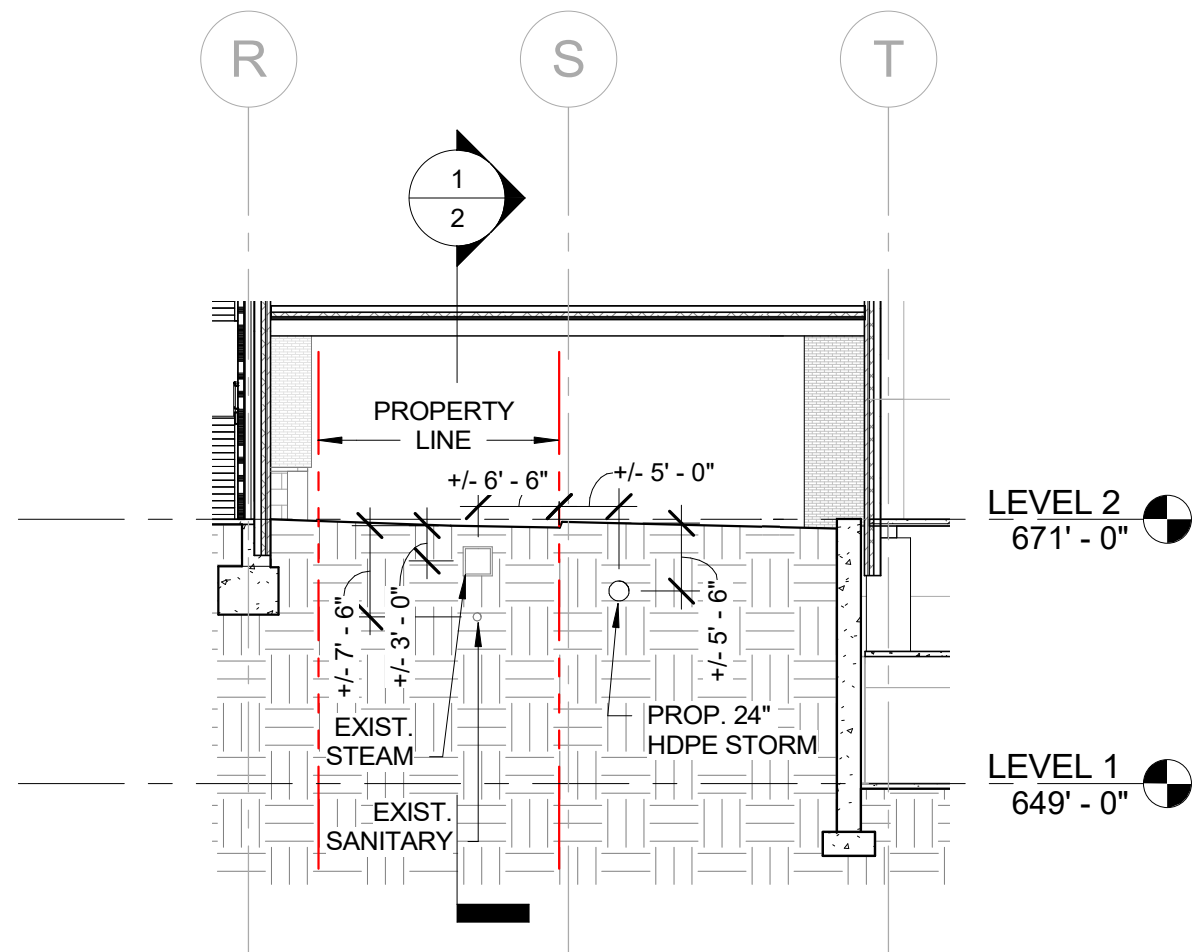 R
S
T
1
2
PROPERTY
LINE
+/- 6' - 6"
+/- 5' - 0"
LEVEL 2
671' - 0"
+/- 7' - 6"
+/- 3' - 0"
+/- 5' - 6"
EXIST.
STEAM
PROP. 24"
HDPE STORM
LEVEL 1
649' - 0"
EXIST.
SANITARY